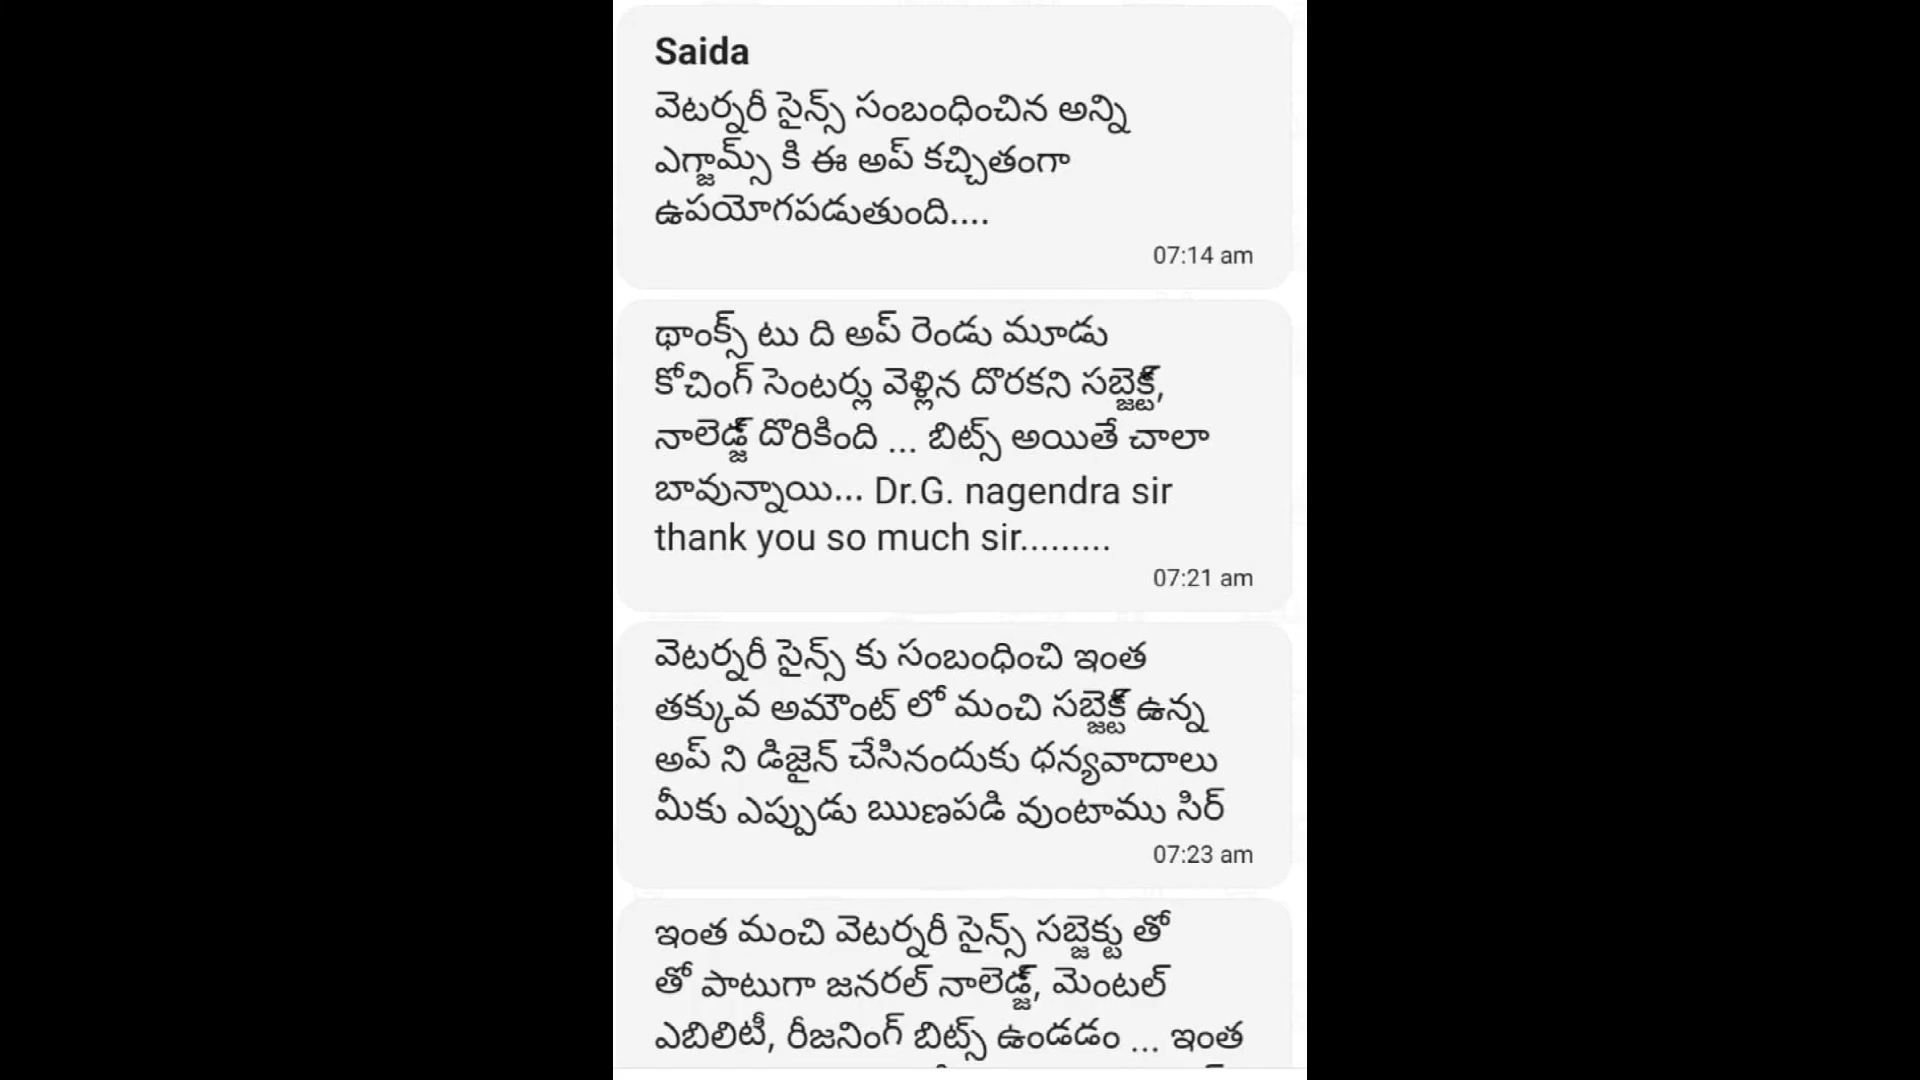 Saida
వెటర్నరీ సైన్స్ సంబంధించిన అన్ని
ఎగ్జామ్స్ కి ఈ అప్ కచ్చితంగా
ఉపయోగపడుతుంది....
07:14 am
థాంక్స్ టు ది అప్ రెండు మూడు
కోచింగ్ సెంటర్లు వెళ్లిన దొరకని సబ్జెక్ట్,
నాలెడ్జ్ దొరికింది ... బిట్స్ అయితే చాలా
బావున్నాయి... Dr.G. nagendra sir
thank you so much sir.........
07:21 am
వెటర్నరీ సైన్స్ కు సంబంధించి ఇంత
తక్కువ అమౌంట్ లో మంచి సబ్జెక్ట్ ఉన్న
అప్ ని డిజైన్ చేసినందుకు ధన్యవాదాలు
మీకు ఎప్పుడు ఋణపడి వుంటాము సిర్
07:23 am
ఇంత మంచి వెటర్నరీ సైన్స్ సబ్జెక్టు తో
తో పాటుగా జనరల్ నాలెడ్జ్, మెంటల్
ఎబిలిటీ, రీజనింగ్ బిట్స్ ఉండడం ... ఇంత